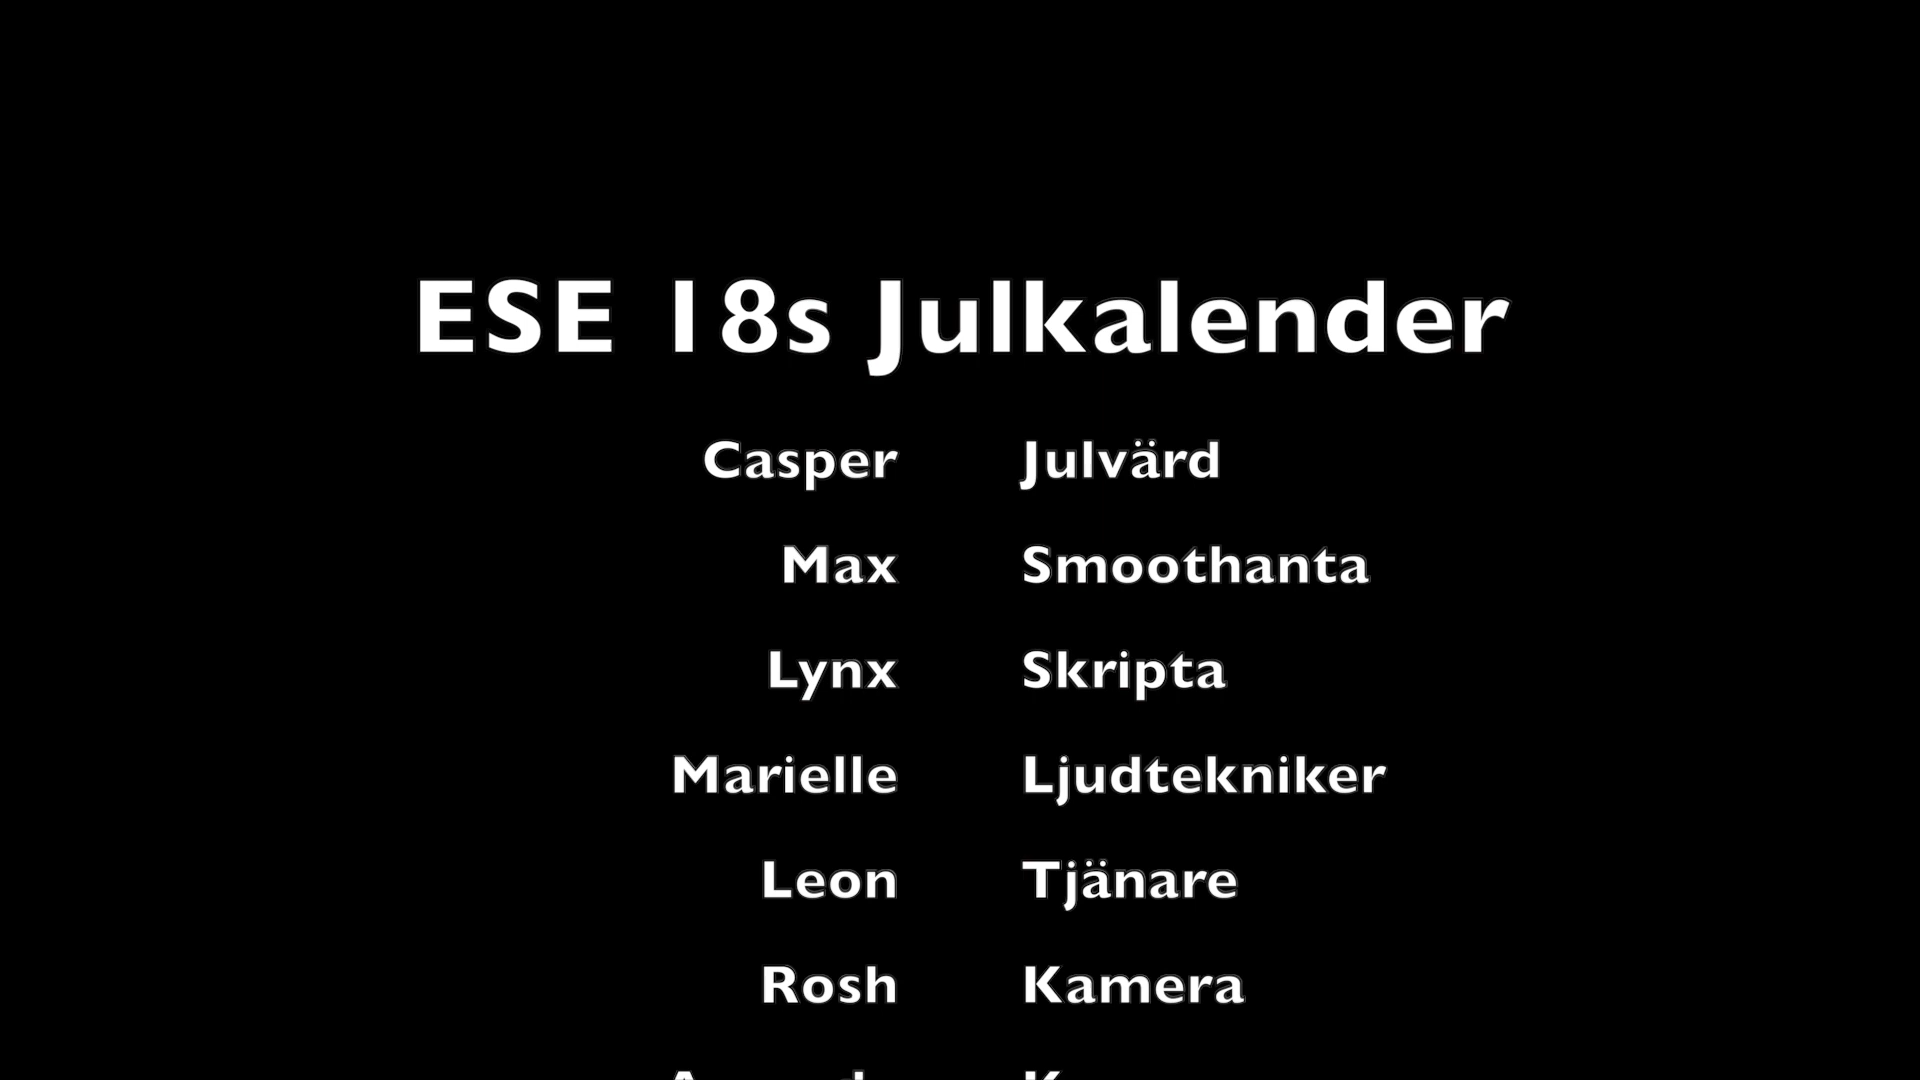 ESE 18s Julkalender
Casper Julvärd
Max Smoothanta
Lynx Skripta
Marielle Ljudtekniker
Leon Tjänare
Rosh Kamera